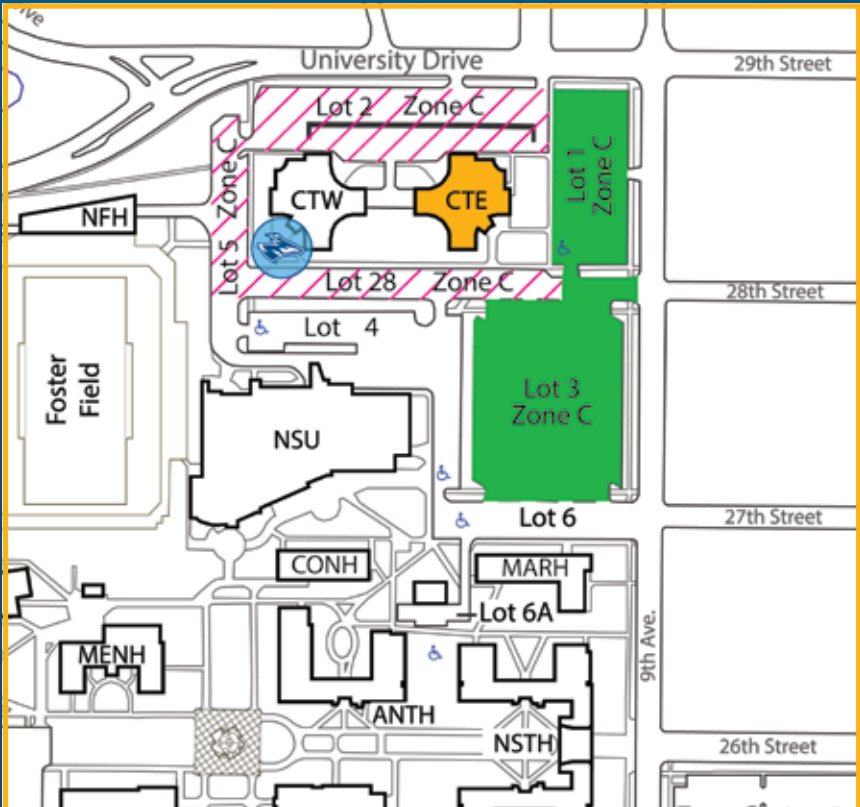 ive
University Drive
29th Street
Lot 2 Zone C
Lot 1
Zone C
Lot 5 Zone C
CTW
CTE
NFH
Lot 28 Zone C
28th Street
Lot 4
Foster
Field
Lot 3
Zone C
NSU
Lot 6
27th Street
CONH
MARH
Lot 6A
9th Ave.
MENH
ANTH
NSTH
26th Street